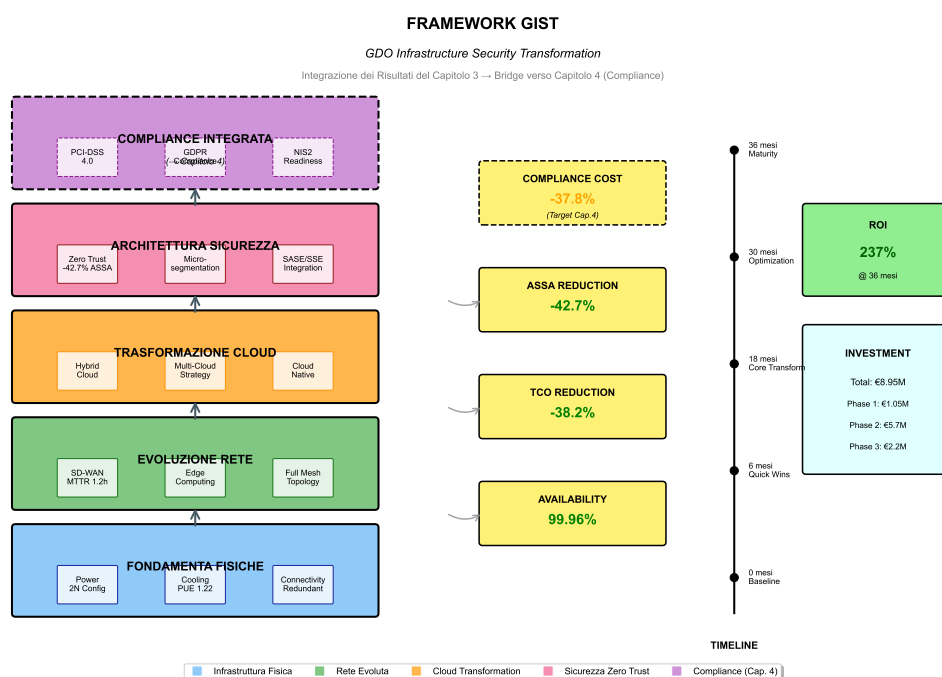 FRAMEWORK GIST
GDO Infrastructure Security Transformation
Integrazione dei Risultati del Capitolo 3 → Bridge verso Capitolo 4 (Compliance)
COMPLIANCE INTEGRATA
PCI-DSS
4.0
GDPR
(→ Capitolo 4)
NIS2
Readiness
ARCHITETTURA SICUREZZA
Zero Trust
-42.7% ASSA
Micro-
segmentation
SASE/SSE
Integration
TRASFORMAZIONE CLOUD
Hybrid
Cloud
Multi-Cloud
Strategy
Cloud
Native
EVOLUZIONE RETE
SD-WAN
MTTR 1.2h
Edge
Computing
Full Mesh
Topology
FONDAMENTA FISICHE
Power
2N Config
Cooling
PUE 1.22
Connectivity
Redundant
COMPLIANCE COST
-37.8%
(Target Cap.4)
ASSA REDUCTION
-42.7%
TCO REDUCTION
-38.2%
AVAILABILITY
99.96%
36 mesi
Maturity
30 mesi
Optimization
18 mesi
Core Transform
6 mesi
Quick Wins
0 mesi
Baseline
TIMELINE
ROI
237%
@ 36 mesi
INVESTMENT
Total: €8.95M
Phase 1: €1.05M
Phase 2: €5.7M
Phase 3: €2.2M
Infrastruttura Fisica
Rete Evoluta
Cloud Transformation
Sicurezza Zero Trust
Compliance (Cap. 4)